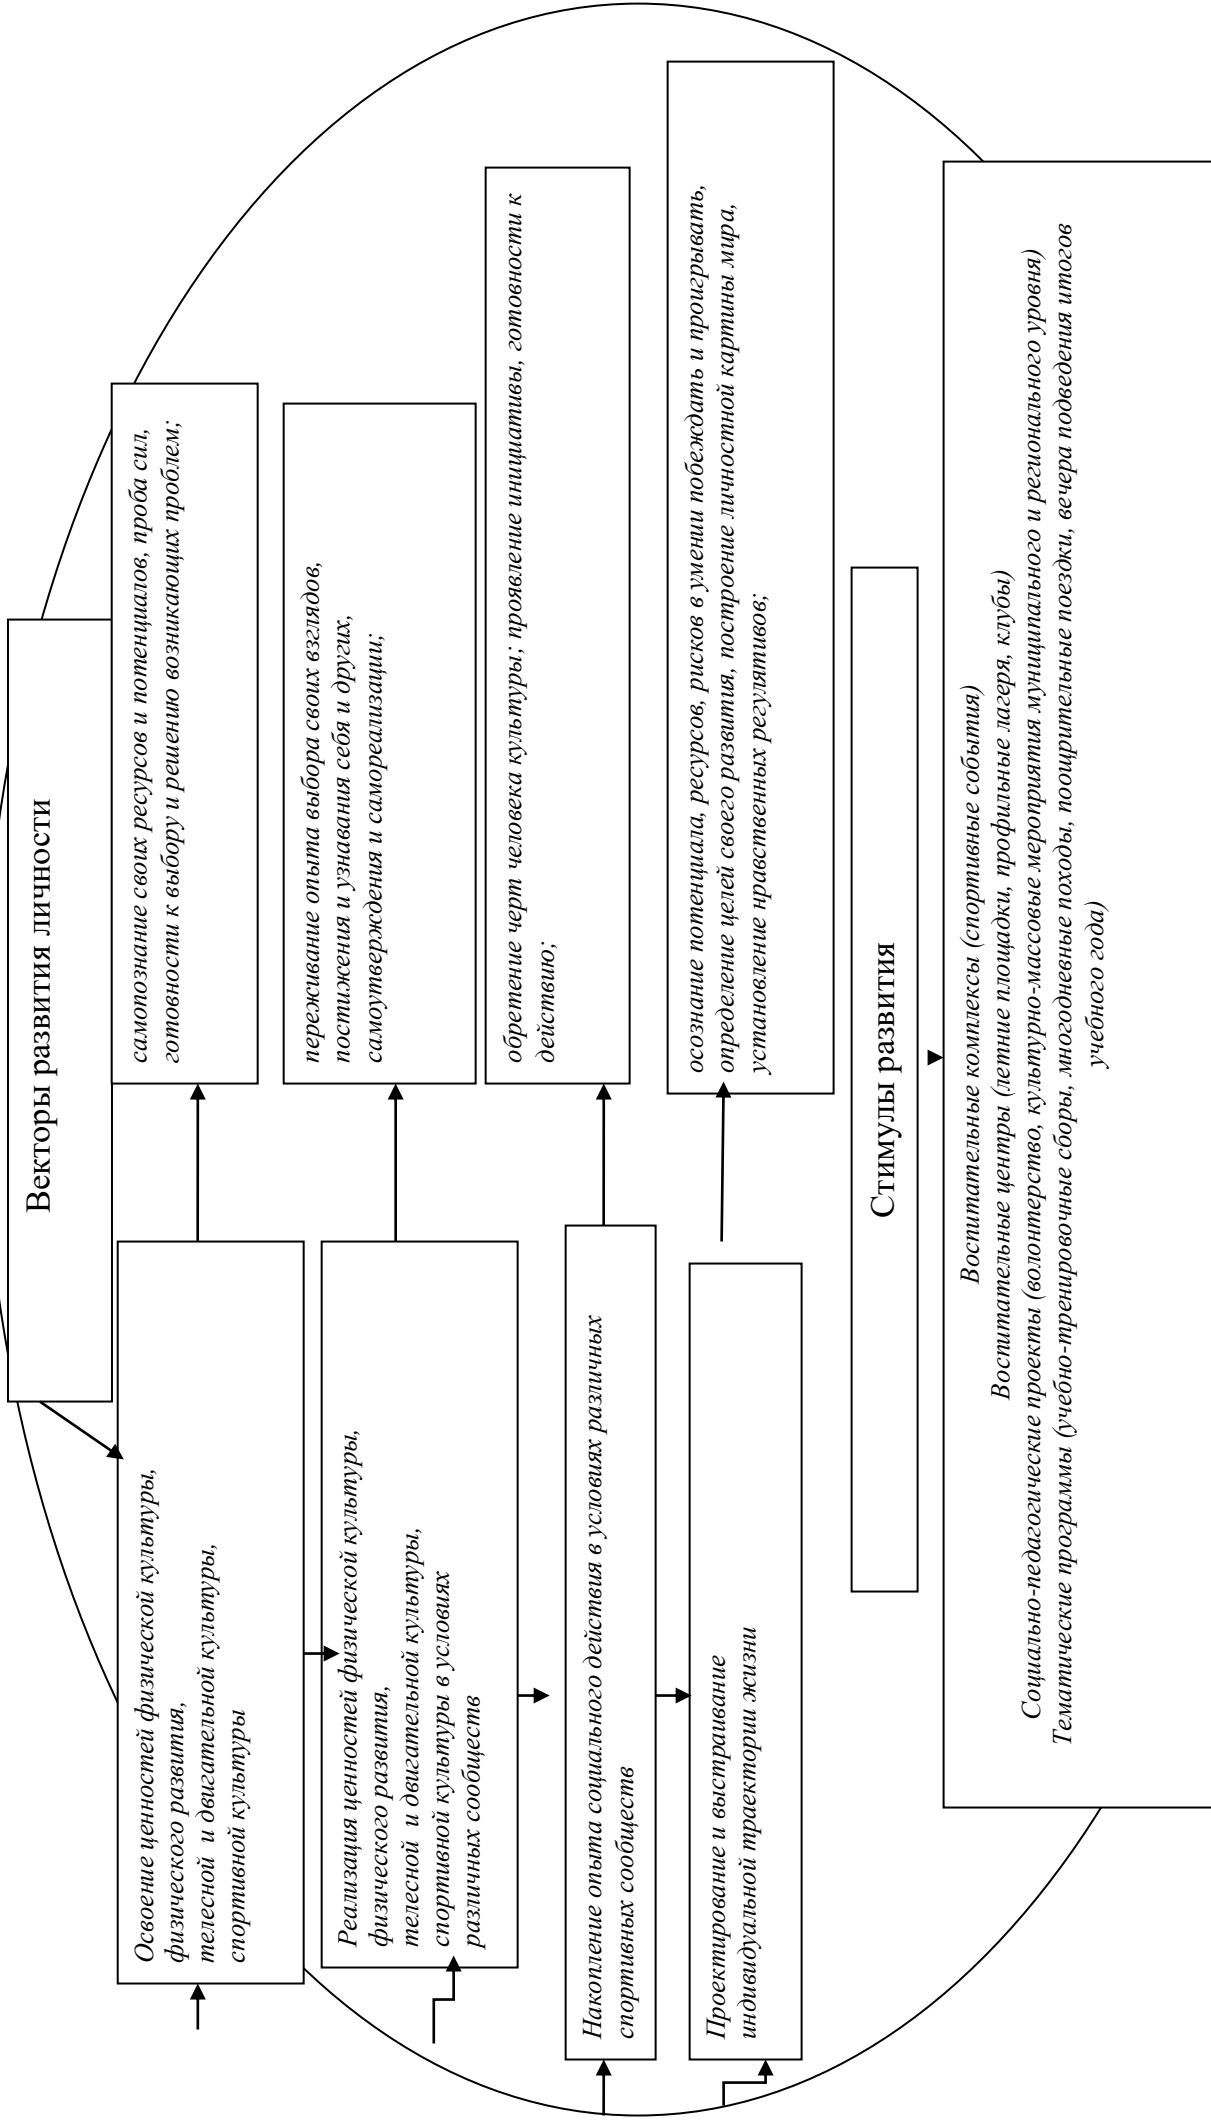 Векторы развития личности
Освоение ценностей физической культуры,
физического развития,
телесной и двигательной культуры,
спортивной культуры
самопознание своих ресурсов и потенциалов, проба сил,
готовности к выбору и решению возникающих проблем;
Реализация ценностей физической культуры,
физического развития,
телесной и двигательной культуры,
спортивной культуры в условиях
различных сообществ
переживание опыта выбора своих взглядов,
постижения и узнавания себя и других,
самоутверждения и самореализации;
Накопление опыта социального действия в условиях различных
спортивных сообществ
обретение черт человека культуры; проявление инициативы, готовности к
действию;
Проектирование и выстраивание
индивидуальной траектории жизни
осознание потенциала, ресурсов, рисков в умении побеждать и проигрывать,
определение целей своего развития, построение личностной картины мира,
установление нравственных регулятивов;
Стимулы развития
Воспитательные комплексы (спортивные события)
Воспитательные центры (летние площадки, профильные лагеря, клубы)
Социально-педагогические проекты (волонтерство, культурно-массовые мероприятия муниципального и регионального уровня)
Тематические программы (учебно-тренировочные сборы, многодневные походы, поощрительные поездки, вечера подведения итогов
учебного года)